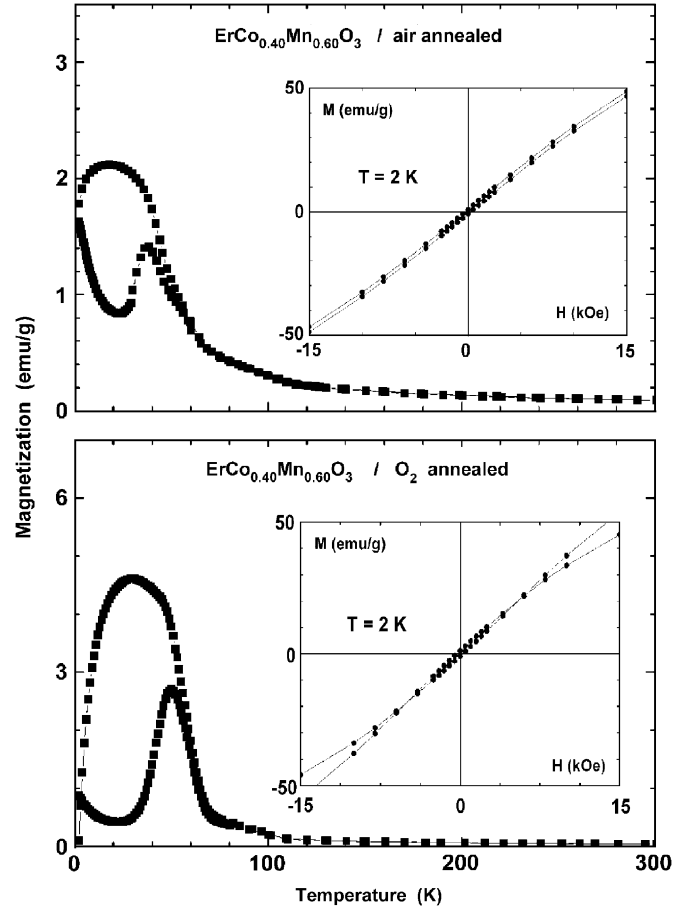 ErCo0.40Mn0.60O3 / air annealed
3
2
1
0
50
M (emu/g)
T = 2 K
0
H (kOe)
-50
-15
0
15
Magnetization (emu/g)
ErCo0.40Mn0.60O3 / O2 annealed
6
3
0
50
M (emu/g)
T = 2 K
0
H (kOe)
-50
-15
0
15
0
100
200
300
Temperature (K)